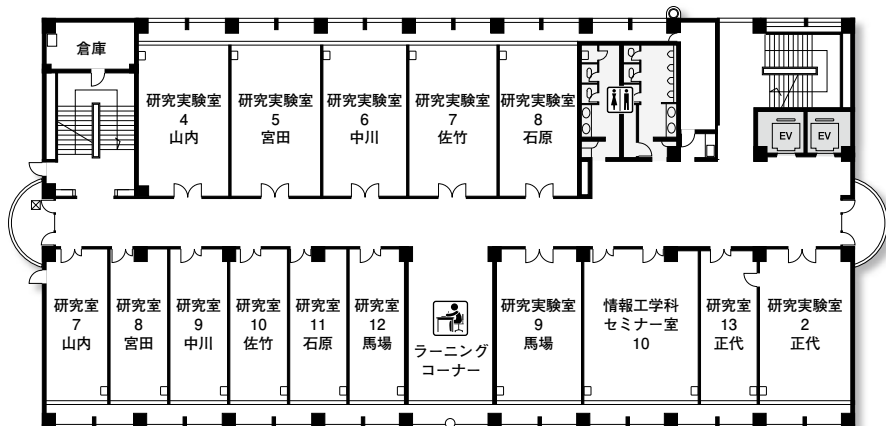 倉庫
研究実験室
4
山内
研究実験室
5
宮田
研究実験室
6
中川
研究実験室
7
佐竹
研究実験室
8
石原
EV
EV
研究室
7
山内
研究室
8
宮田
研究室
9
中川
研究室
10
佐竹
研究室
11
石原
研究室
12
馬場
ラーニング
コーナー
研究実験室
9
馬場
情報工学科
セミナー室
10
研究室
13
正代
研究実験室
2
正代